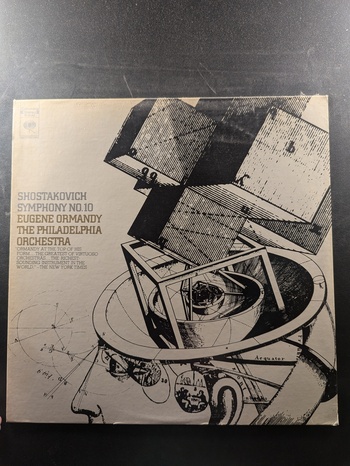 SHOSTAKOVICH
SYMPHONY NO. 10
EUGENE ORMANDY
THE PHILADELPHIA
ORCHESTRA
"ORMANDY AT THE TOP OF HIS
FORM... THE GREATEST OF VIRTUOSO
ORCHESTRAS... THE RICHEST
SOUNDING INSTRUMENT IN THE
WORLD." – THE NEW YORK TIMES
Aequator